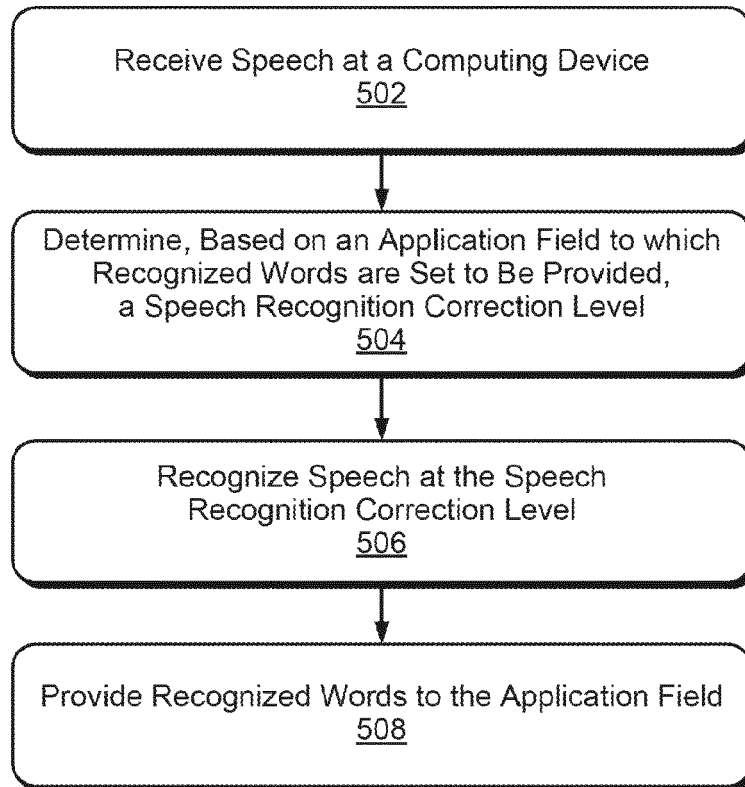 Receive Speech at a Computing Device
502
Determine, Based on an Application Field to which
Recognized Words are Set to Be Provided,
a Speech Recognition Correction Level
504
Recognize Speech at the Speech
Recognition Correction Level
506
Provide Recognized Words to the Application Field
508